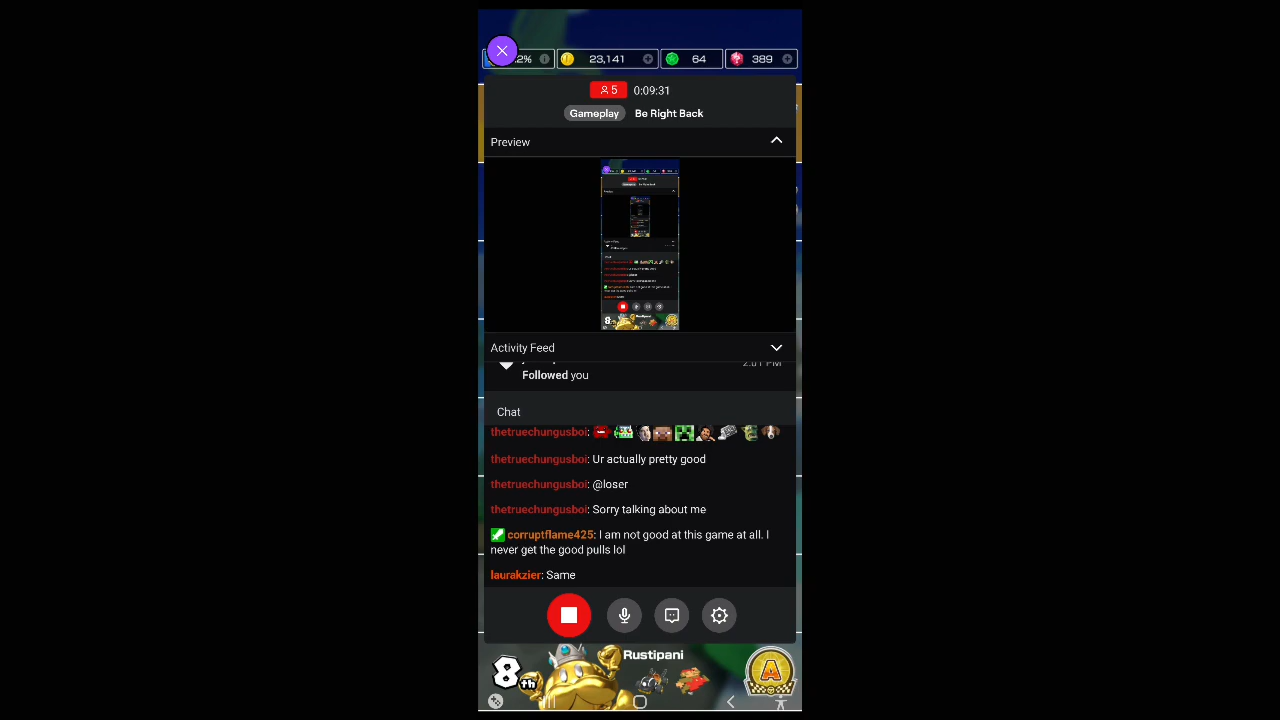 2%
23,141
64
389
5 0:09:31
Gameplay Be Right Back
Preview
Activity Feed
Followed you
Chat
thetruechungusboi:
thetruechungusboi: Ur actually pretty good
thetruechungusboi: @loser
thetruechungusboi: Sorry talking about me
corruptflame425: I am not good at this game at all. I
never get the good pulls lol
laurakzier: Same
8th
Rustipani
A